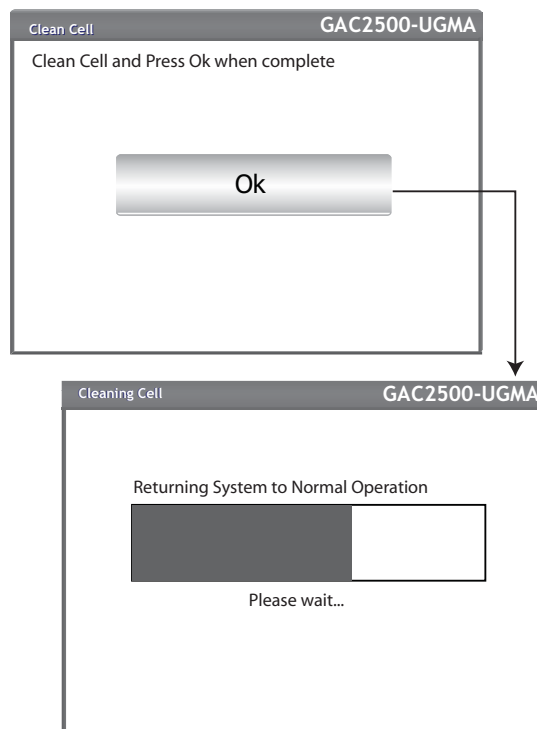 Clean Cell GAC2500-UGMA
Clean Cell and Press Ok when complete
Ok
Cleaning Cell GAC2500-UGMA
Returning System to Normal Operation
Please wait...